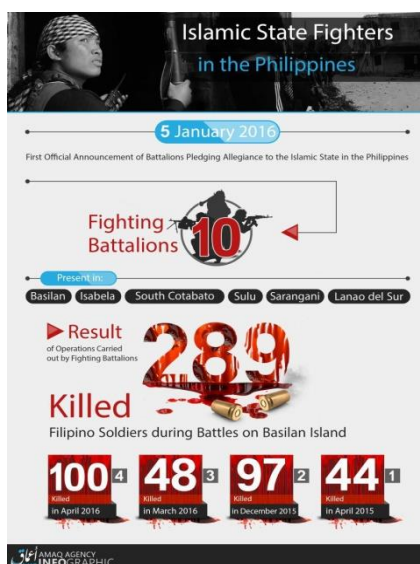 Islamic State Fighters
in the Philippines
5 January 2016
First Official Announcement of Battalions Pledging Allegiance to the Islamic State in the Philippines
Fighting
Battalions
10
Present in:
Basilan Isabela South Cotabato Sulu Sarangani Lanao del Sur
Result
of Operations Carried
out by Fighting Battalions
289
Killed
Filipino Soldiers during Battles on Basilan Island
100 4 48 3 97 2 44 1
Killed Killed Killed Killed
in April 2016 in March 2016 in December 2015 in April 2015
أعماق AMAQ AGENCY
INFOGRAPHIC